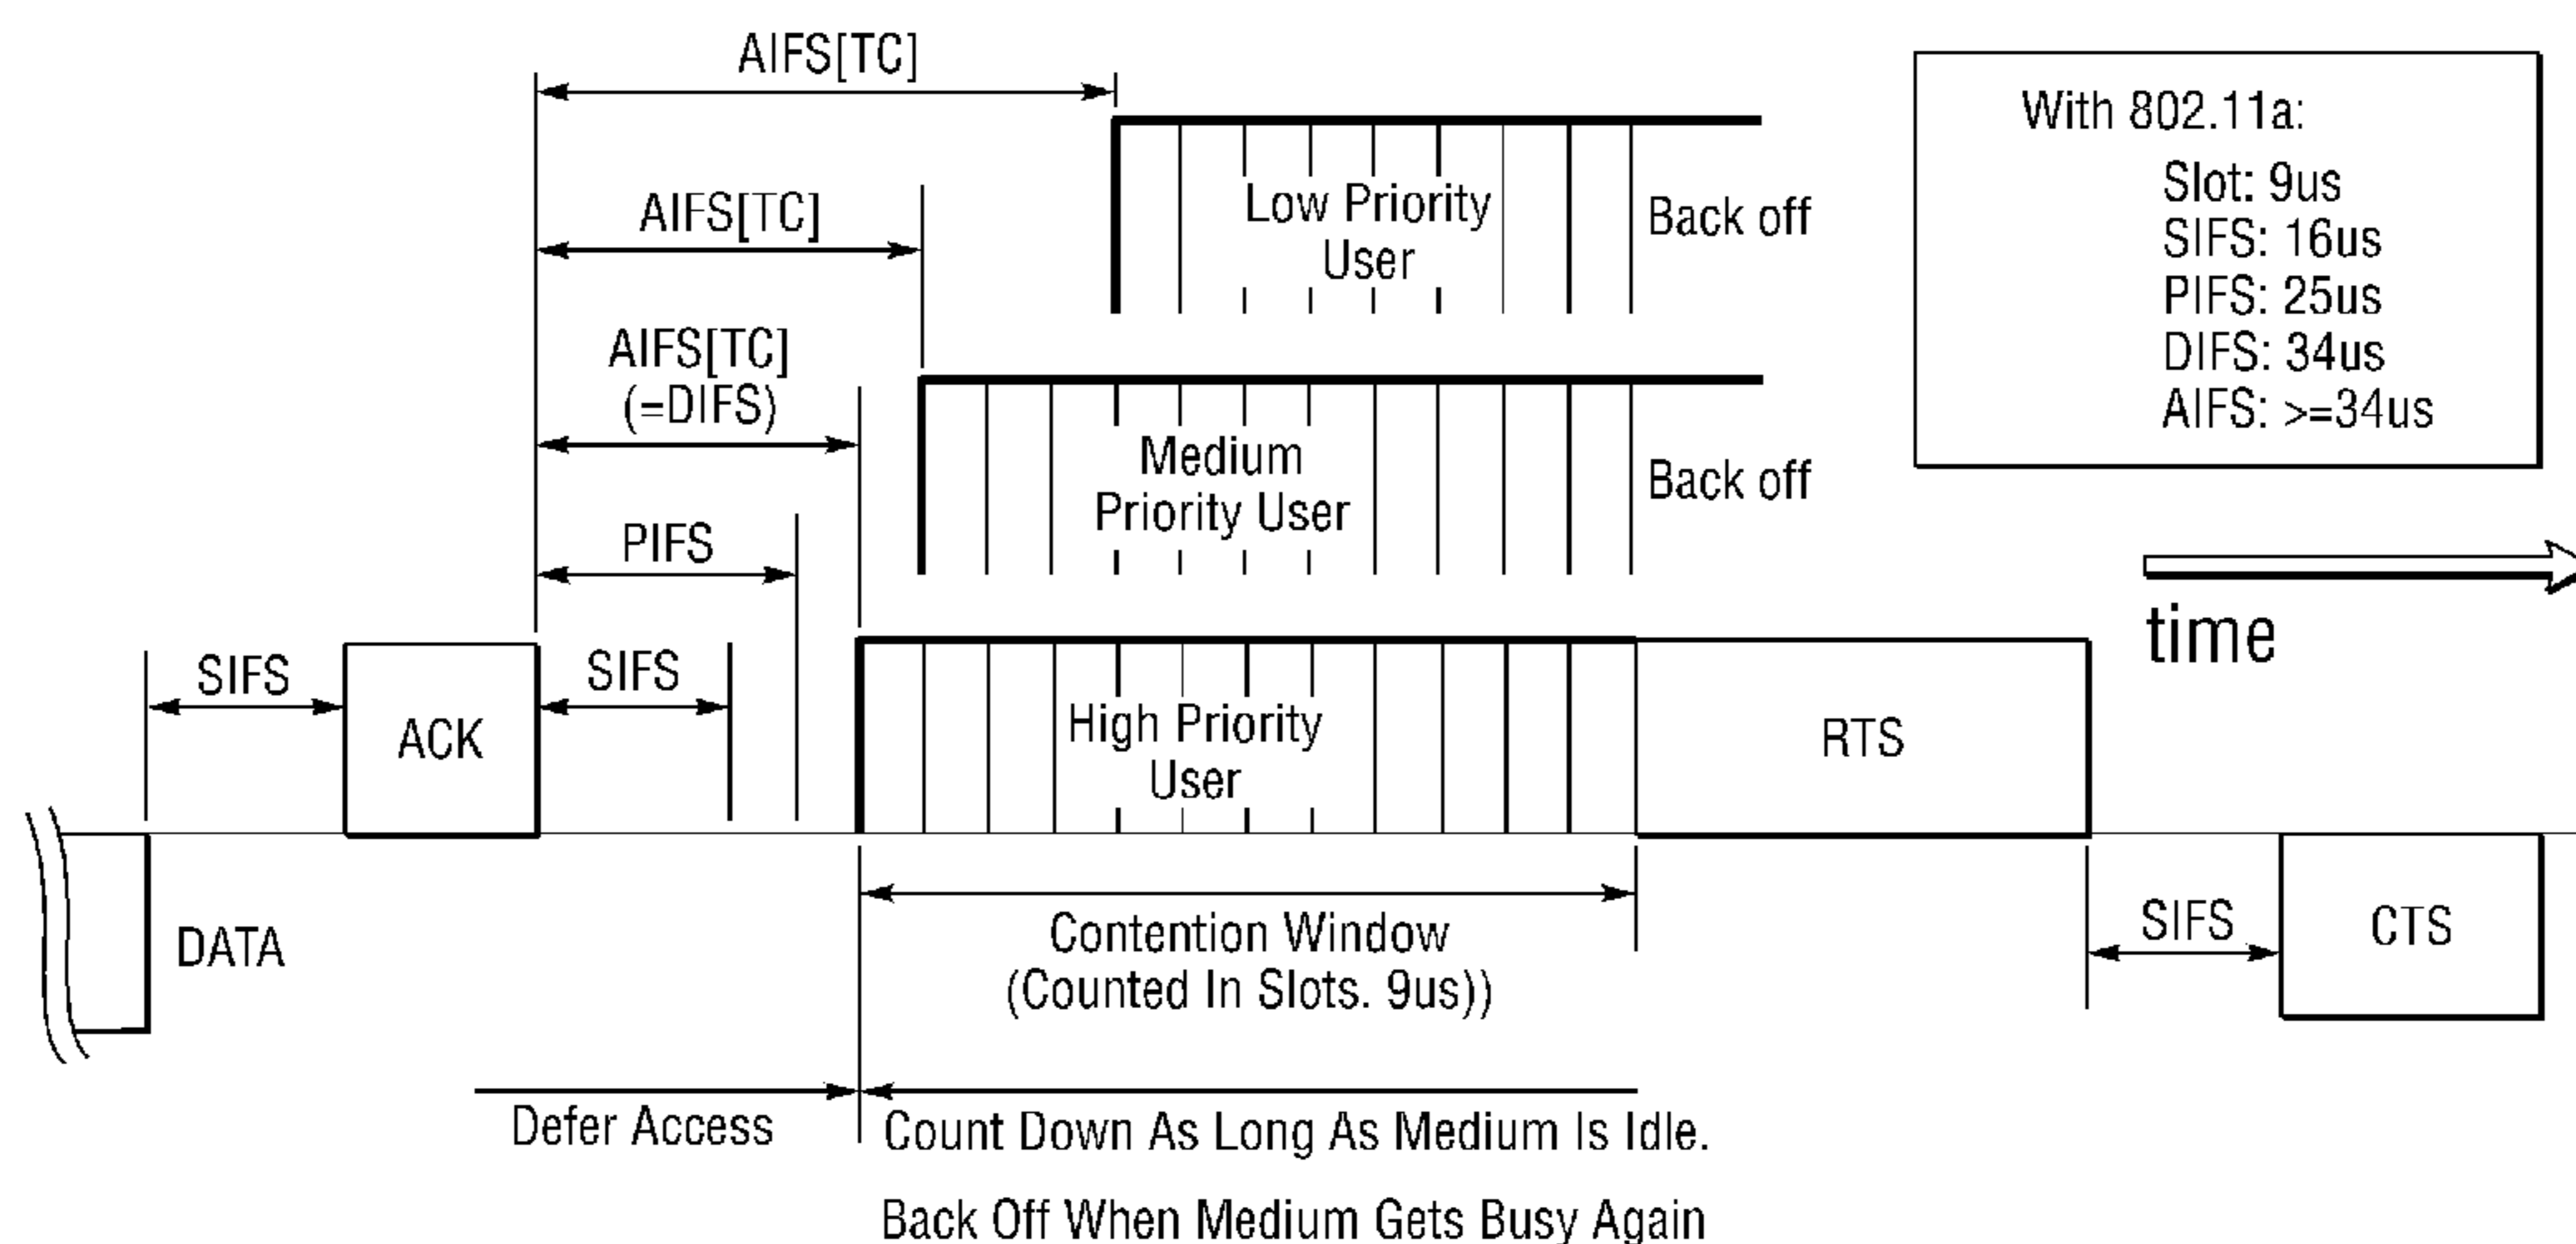 AIFS[TC]
With 802.11a:
Slot: 9us
SIFS: 16us
PIFS: 25us
DIFS: 34us
AIFS: >=34us
AIFS[TC]
Low Priority
User
Back off
AIFS[TC]
(=DIFS)
Medium
Priority User
Back off
PIFS
time
SIFS
ACK
SIFS
High Priority
User
RTS
DATA
Contention Window
(Counted In Slots. 9us))
SIFS
CTS
Defer Access
Count Down As Long As Medium Is Idle.
Back Off When Medium Gets Busy Again